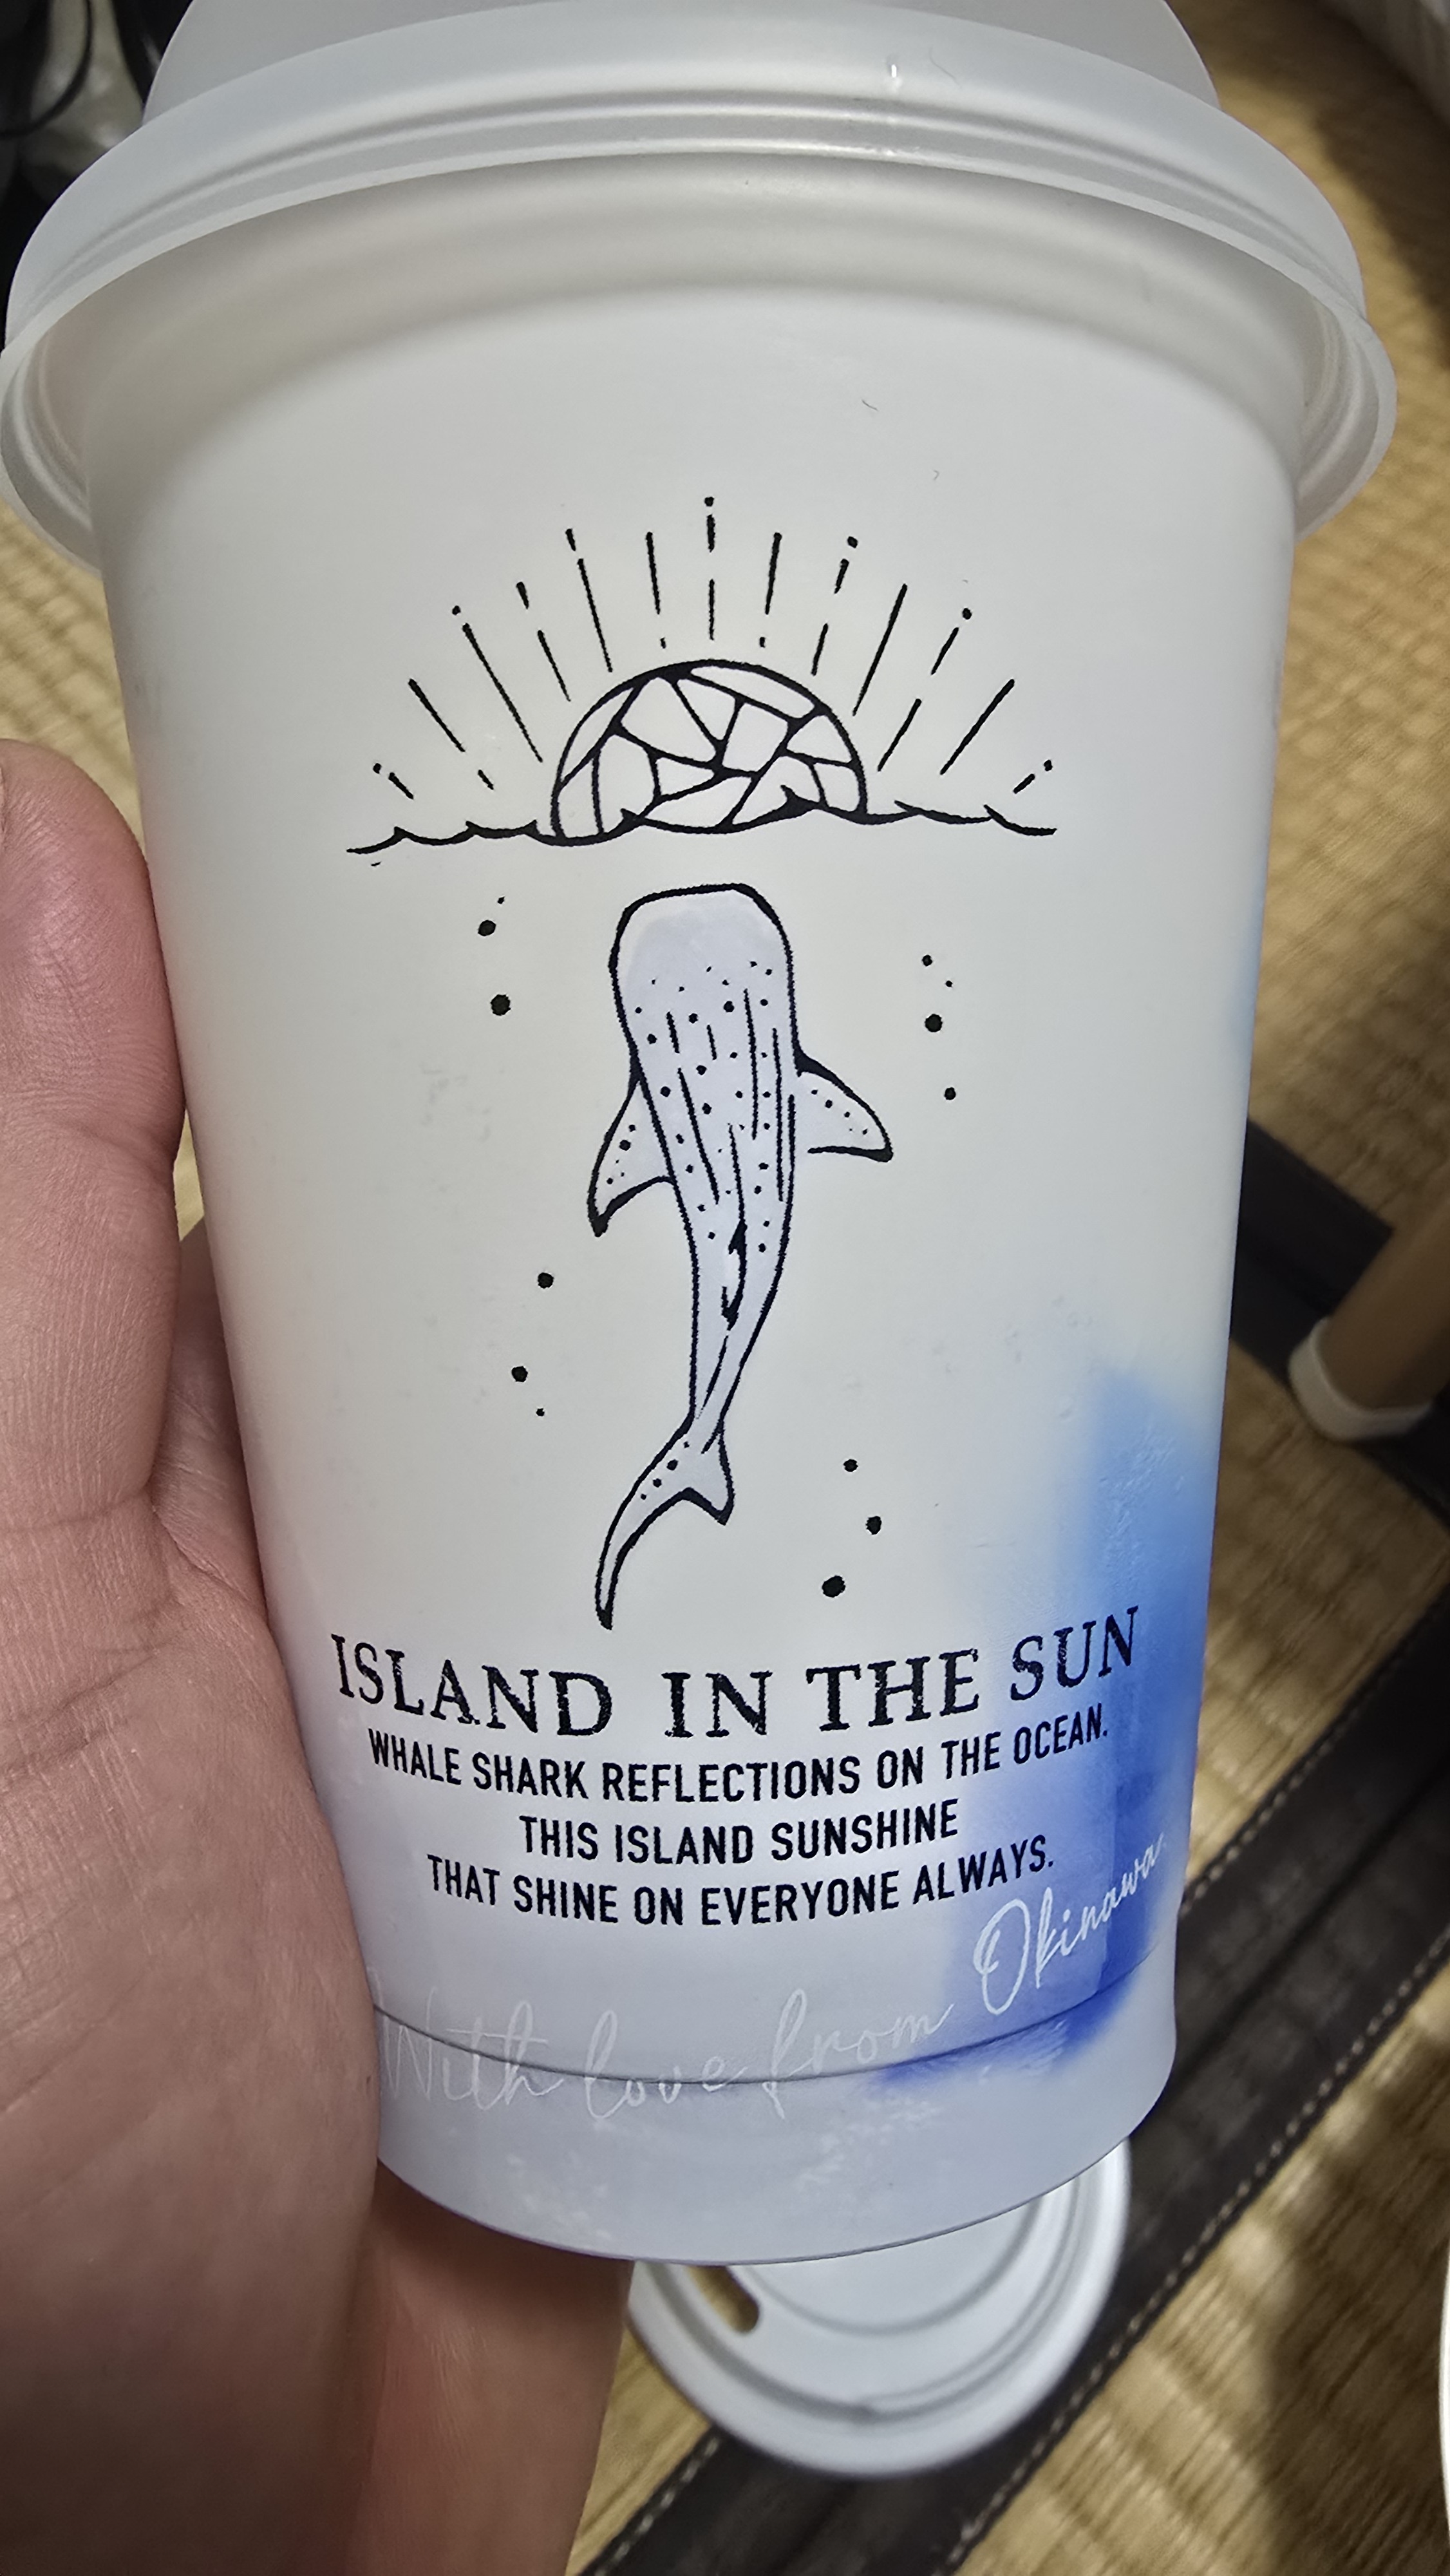 ISLAND IN THE SUN
WHALE SHARK REFLECTIONS ON THE OCEAN.
THIS ISLAND SUNSHINE
THAT SHINE ON EVERYONE ALWAYS.
With love from Okinawa.